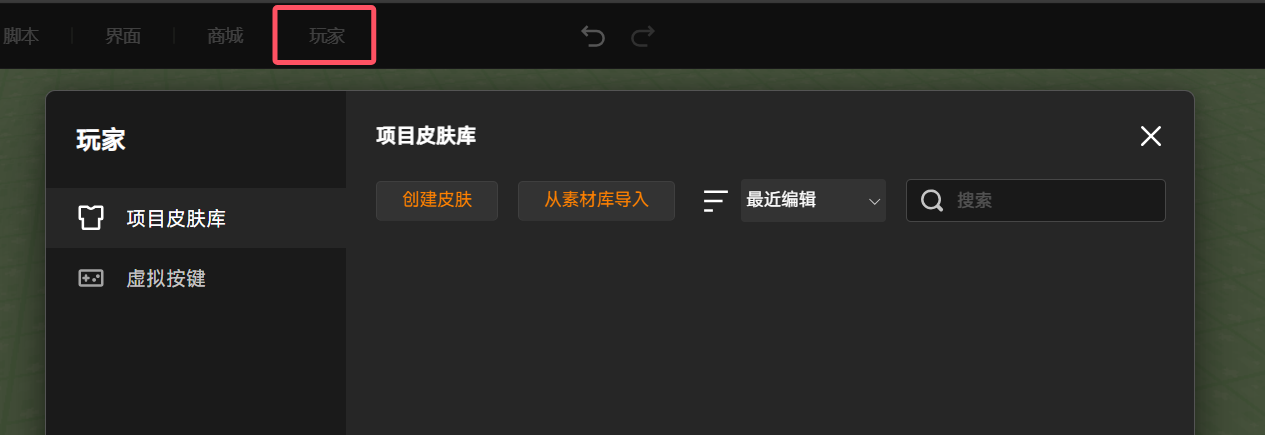 脚本 界面 商城 玩家
玩家
项目皮肤库
虚拟按键
项目皮肤库
创建皮肤 从素材库导入 最近编辑 搜索